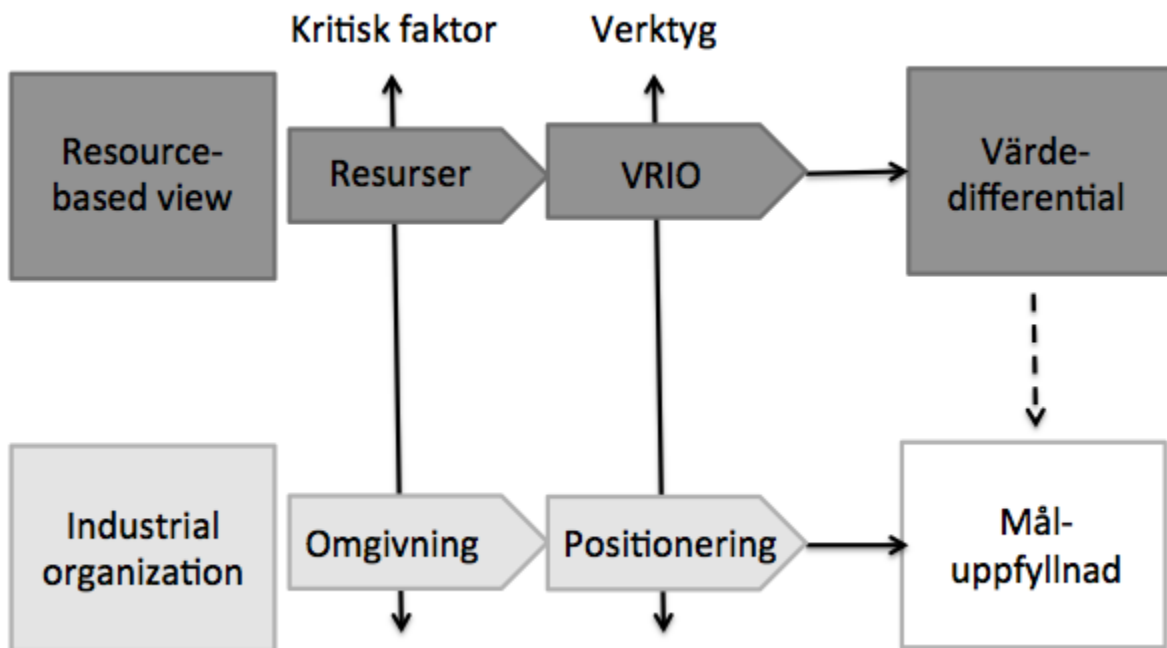 Kritisk faktor
Verktyg
Resource-
based view
Resurser
VRIO
Värde-
differential
Industrial
organization
Omgivning
Positionering
Mål-
uppfyllnad